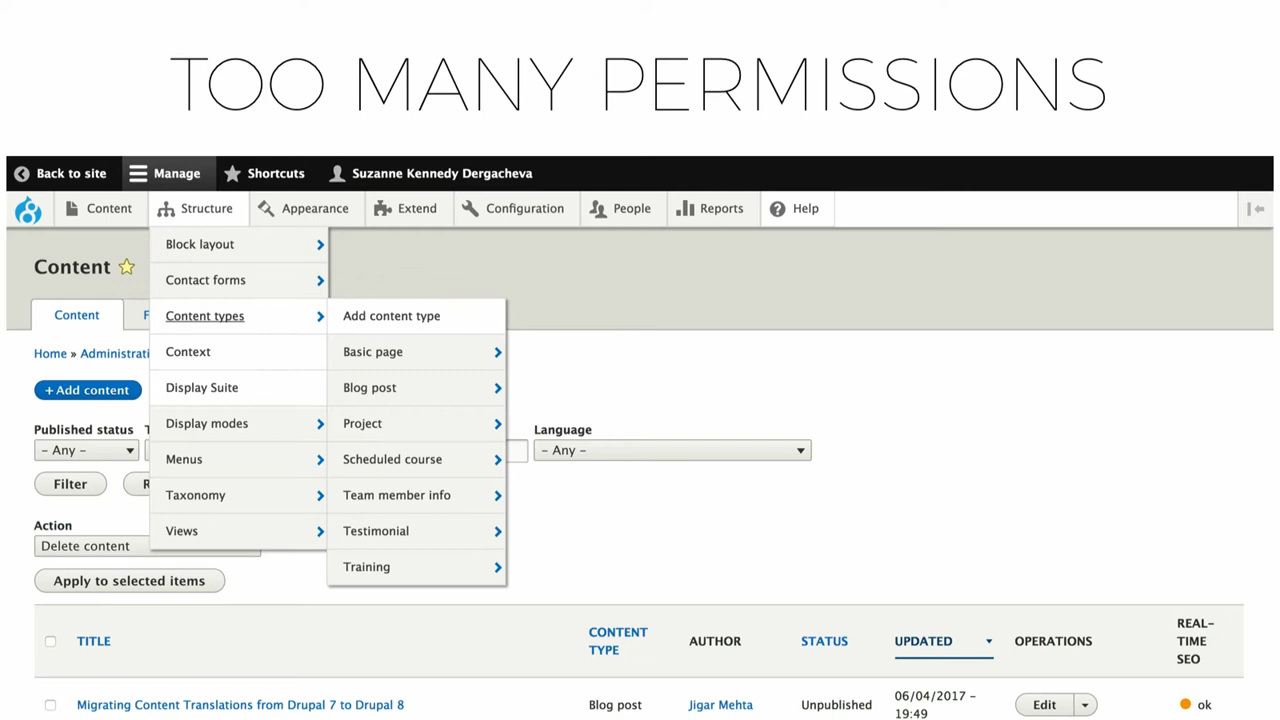 TOO MANY PERMISSIONS
Back to site Manage Shortcuts Suzanne Kennedy Dergacheva
Content Structure Appearance Extend Configuration People Reports Help
Block layout
Content
Contact forms
Content F Content types Add content type
Home » Administrati Context Basic page
+ Add content Display Suite Blog post
Published status T Display modes Project Language
- Any - - Any -
Menus Scheduled course
Filter R
Taxonomy Team member info
Action Views Testimonial
Delete content
Training
Apply to selected items
TITLE CONTENT TYPE AUTHOR STATUS UPDATED OPERATIONS REAL-TIME SEO
Migrating Content Translations from Drupal 7 to Drupal 8 Blog post Jigar Mehta Unpublished 06/04/2017 - 19:49 Edit ok